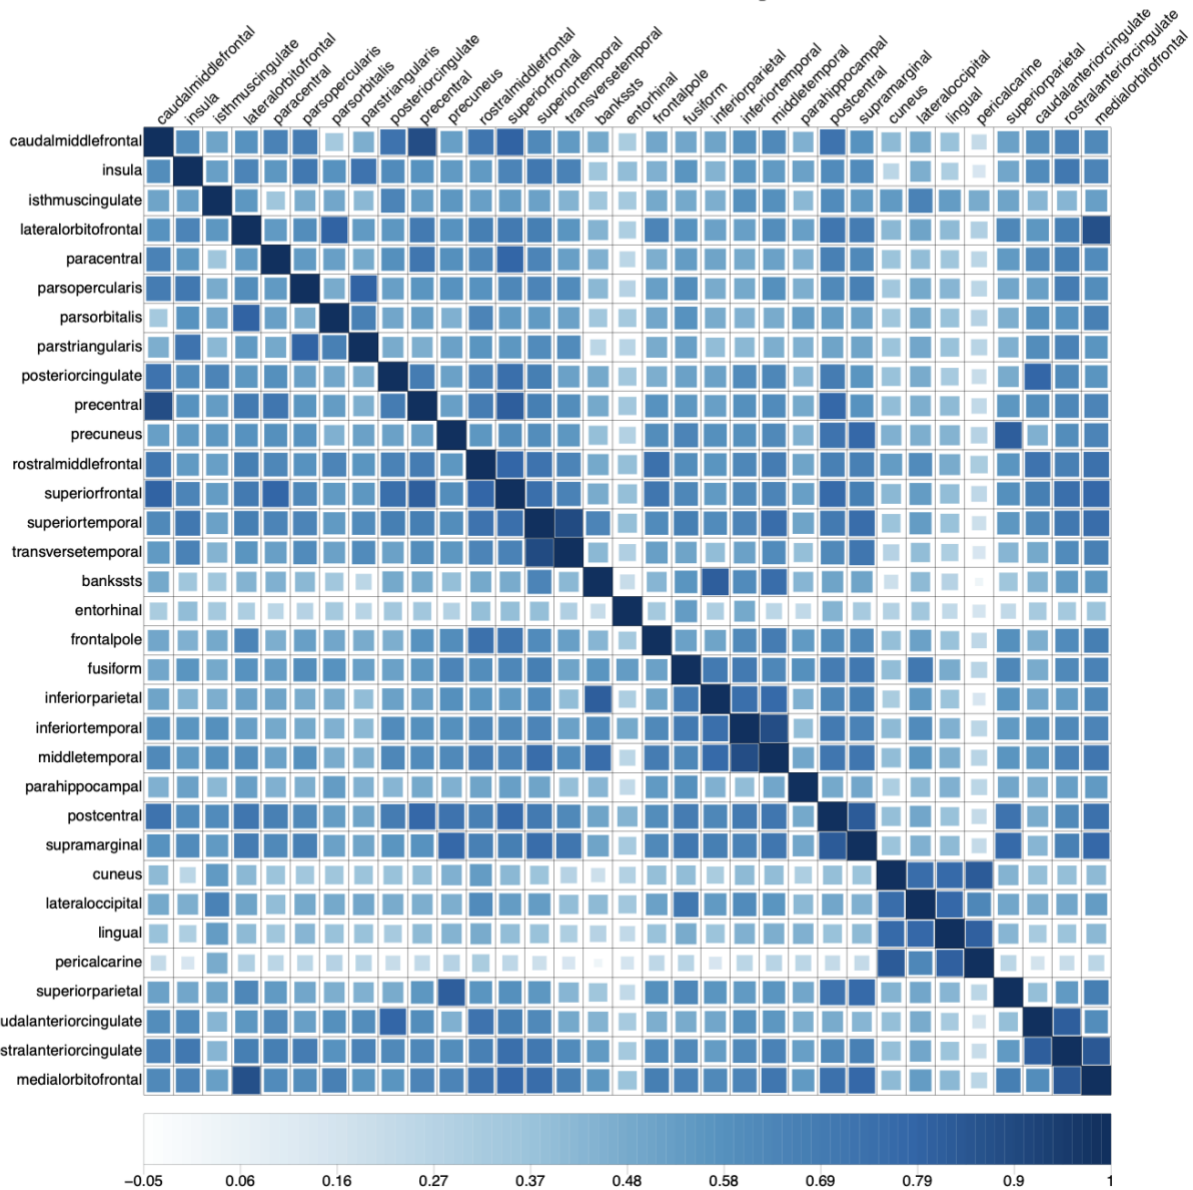 caudalmiddlefrontal
insula
isthmuscingulate
lateralorbitofrontal
paracentral
parsopercularis
parsorbitalis
parstriangularis
posteriorcingulate
precentral
precuneus
rostralmiddlefrontal
superiorfrontal
superiortemporal
transversetemporal
bankssts
entorhinal
frontalpole
fusiform
inferiorparietal
inferiortemporal
middletemporal
parahippocampal
postcentral
supramarginal
cuneus
lateraloccipital
lingual
pericalcarine
superiorparietal
caudalanteriorcingulate
rostralanteriorcingulate
medialorbitofrontal
caudalmiddlefrontal
insula
isthmuscingulate
lateralorbitofrontal
paracentral
parsopercularis
parsorbitalis
parstriangularis
posteriorcingulate
precentral
precuneus
rostralmiddlefrontal
superiorfrontal
superiortemporal
transversetemporal
bankssts
entorhinal
frontalpole
fusiform
inferiorparietal
inferiortemporal
middletemporal
parahippocampal
postcentral
supramarginal
cuneus
lateraloccipital
lingual
pericalcarine
superiorparietal
udalanteriorcingulate
stralanteriorcingulate
medialorbitofrontal
−0.05 0.06 0.16 0.27 0.37 0.48 0.58 0.69 0.79 0.9 1